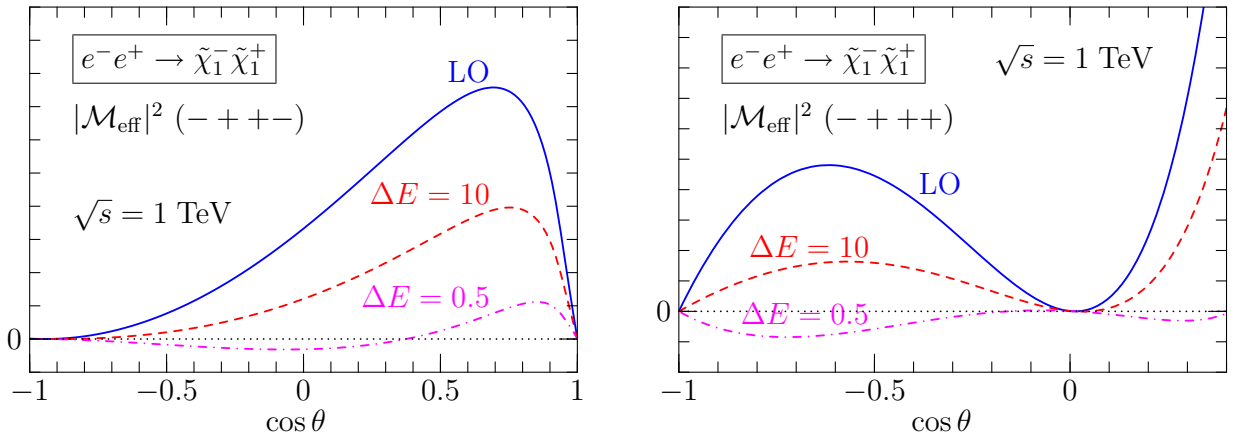 e⁻e⁺ → χ̃₁⁻χ̃₁⁺
LO
|ℳ_eff|² (− + +−)
ΔE = 10
√s = 1 TeV
ΔE = 0.5
0
−1 −0.5 0 0.5 1
cos θ
e⁻e⁺ → χ̃₁⁻χ̃₁⁺
√s = 1 TeV
|ℳ_eff|² (− + ++)
LO
ΔE = 10
0
ΔE = 0.5
−1 −0.5 0
cos θ